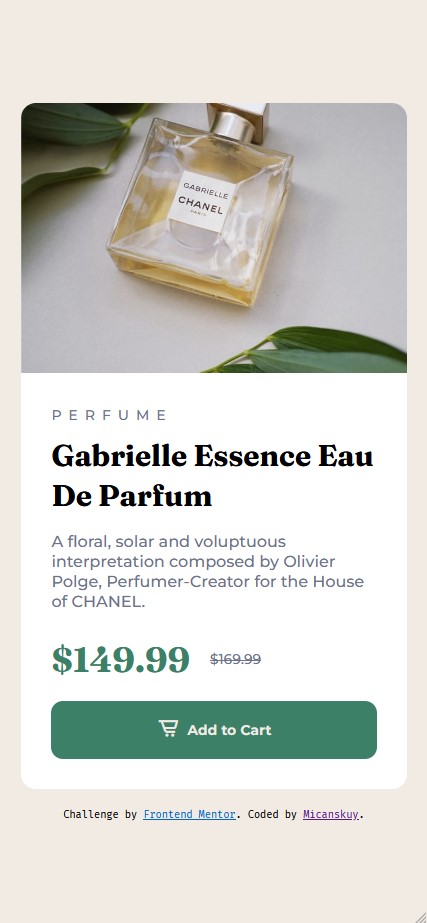 GABRIELLE
CHANEL
PARIS
PERFUME
Gabrielle Essence Eau
De Parfum
A floral, solar and voluptuous
interpretation composed by Olivier
Polge, Perfumer-Creator for the House
of CHANEL.
$149.99 $169.99
Add to Cart
Challenge by Frontend Mentor. Coded by Micanskuy.